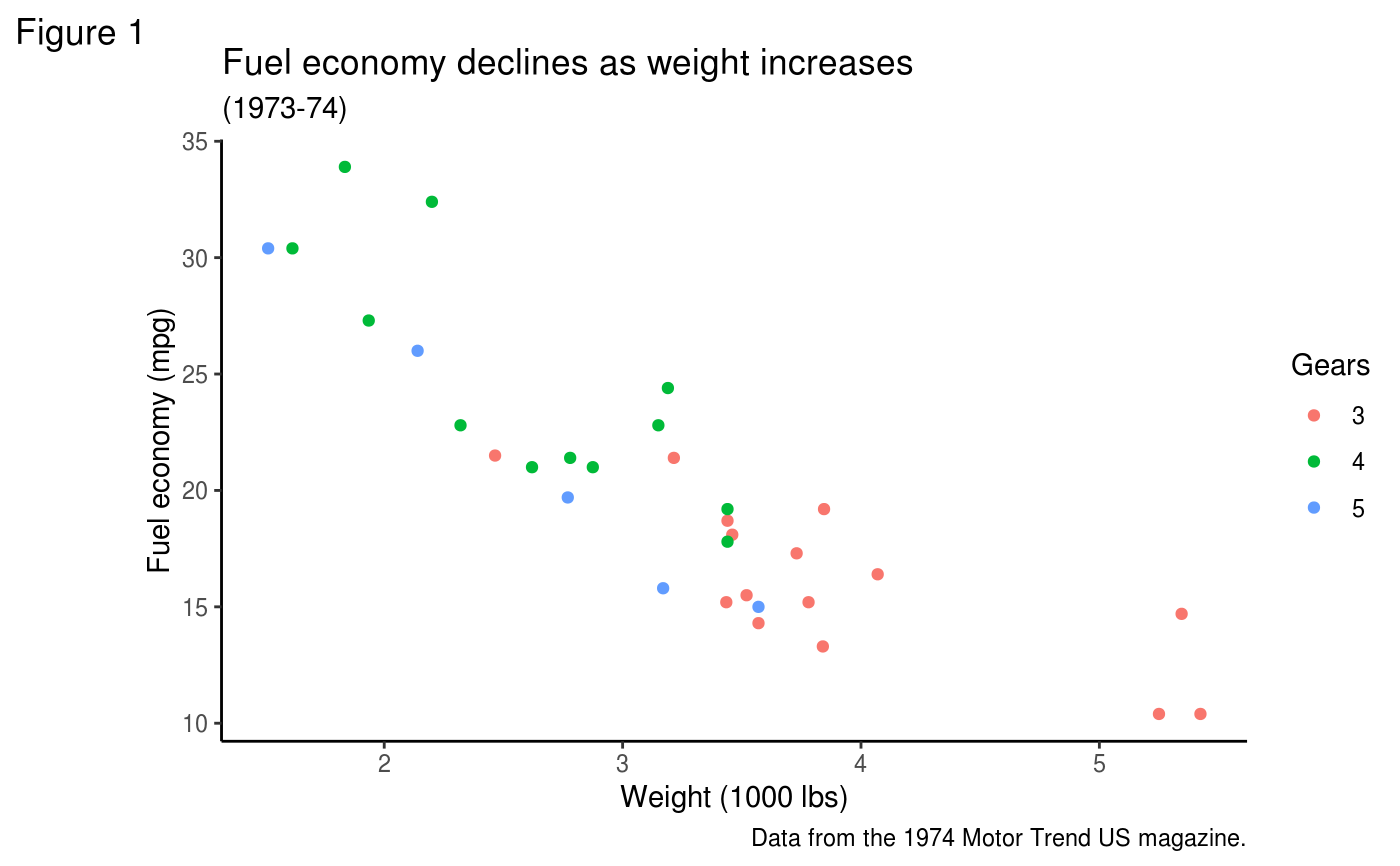 Figure 1
Fuel economy declines as weight increases
(1973-74)
35
30
25
20
15
10
Fuel economy (mpg)
2
3
4
5
Weight (1000 lbs)
Gears
3
4
5
Data from the 1974 Motor Trend US magazine.